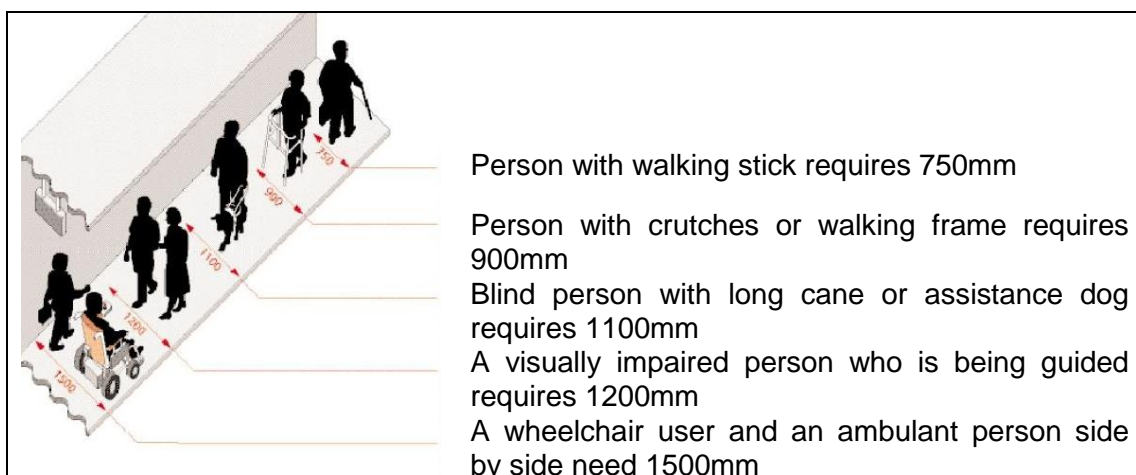 750
Person with walking stick requires 750mm
900
Person with crutches or walking frame requires
900mm
1100
Blind person with long cane or assistance dog
requires 1100mm
1200
A visually impaired person who is being guided
requires 1200mm
1500
A wheelchair user and an ambulant person side
by side need 1500mm